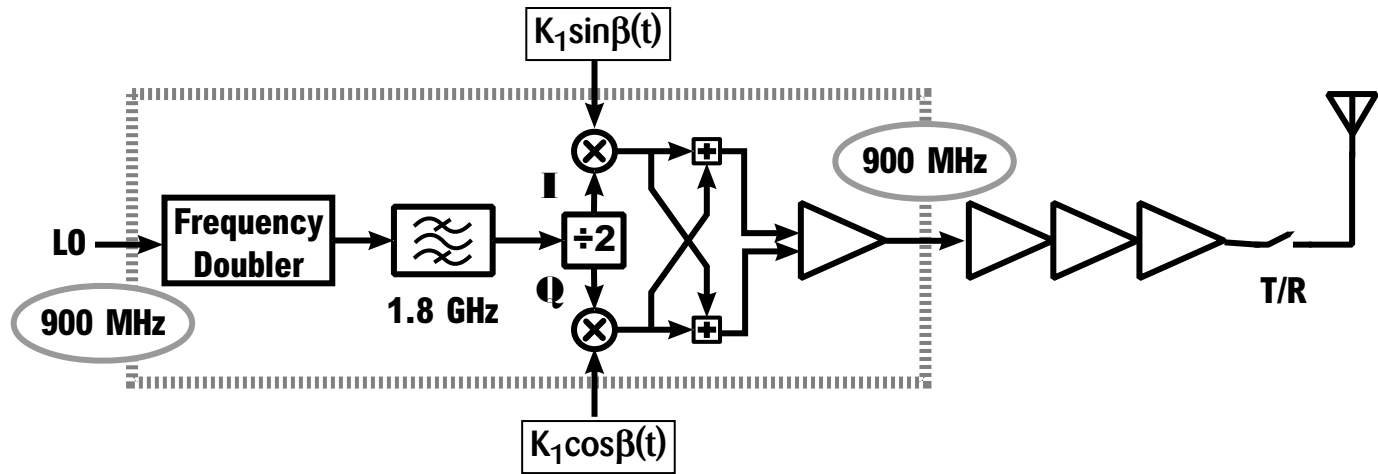 K₁sinβ(t)
900 MHz
I
Frequency
Doubler
LO
÷2
Q
1.8 GHz
900 MHz
T/R
K₁cosβ(t)